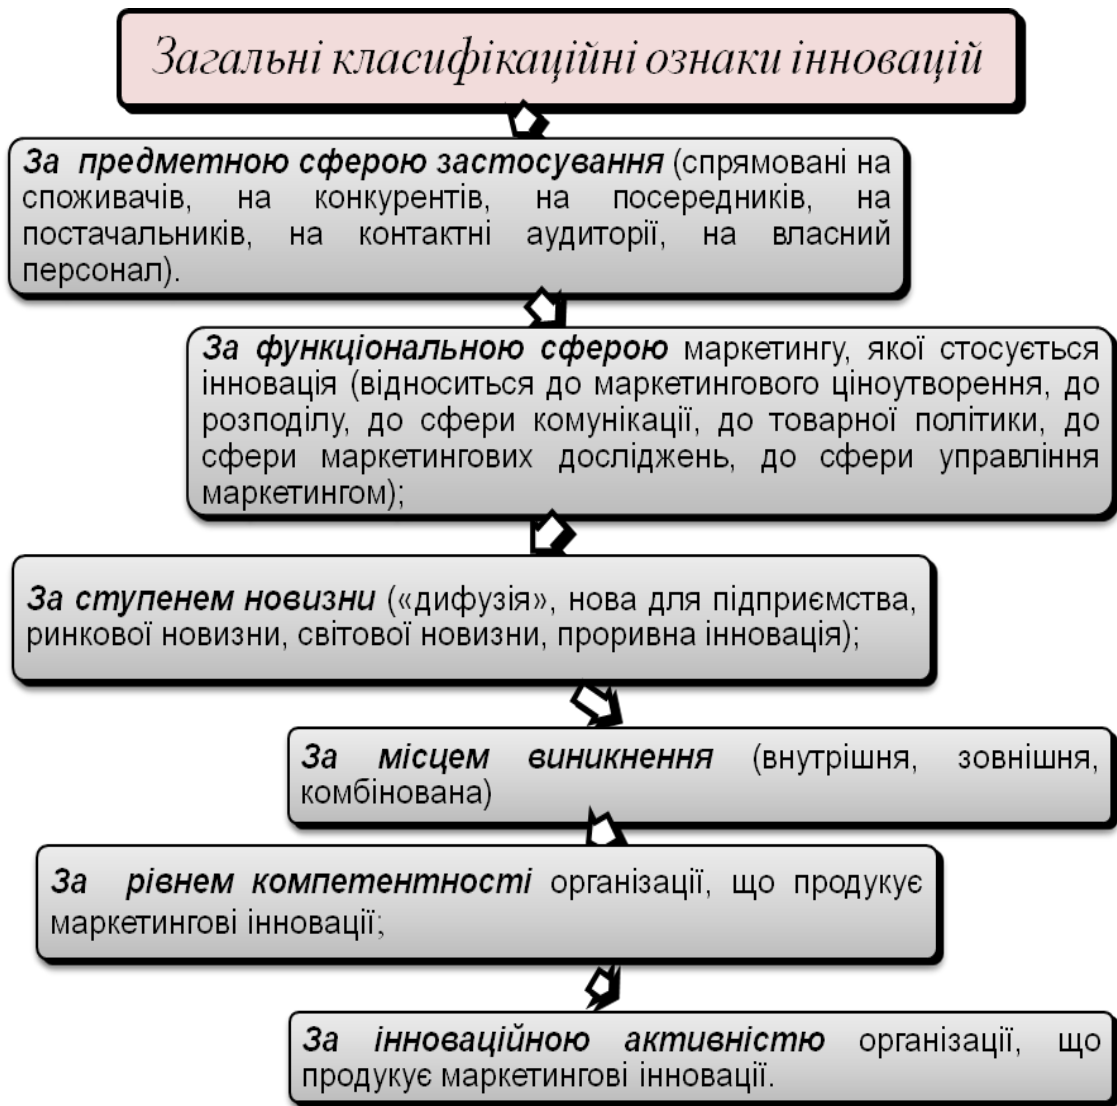 Загальні класифікаційні ознаки інновацій
За предметною сферою застосування (спрямовані на
споживачів, на конкурентів, на посередників, на
постачальників, на контактні аудиторії, на власний
персонал).
За функціональною сферою маркетингу, якої стосується
інновація (відноситься до маркетингового ціноутворення, до
розподілу, до сфери комунікації, до товарної політики, до
сфери маркетингових досліджень, до сфери управління
маркетингом);
За ступенем новизни («дифузія», нова для підприємства,
ринкової новизни, світової новизни, проривна інновація);
За місцем виникнення (внутрішня, зовнішня,
комбінована)
За рівнем компетентності організації, що продукує
маркетингові інновації;
За інноваційною активністю організації, що
продукує маркетингові інновації.